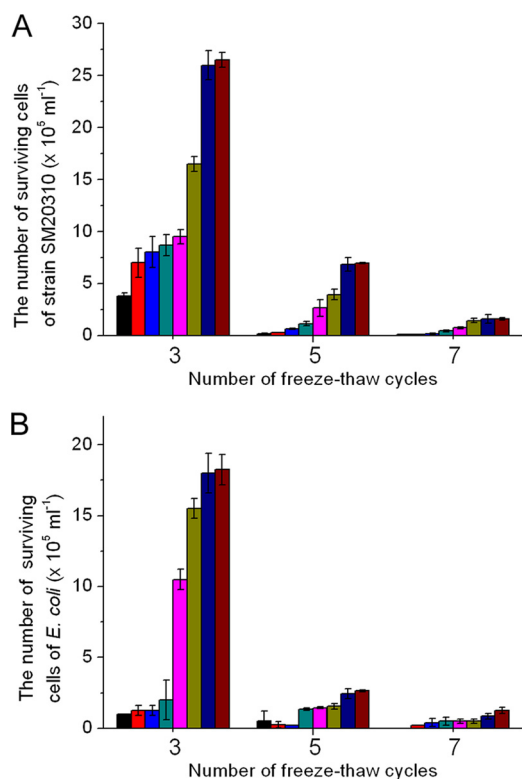 A
The number of surviving cells
of strain SM20310 (x 10⁵ ml⁻¹)
30
25
20
15
10
5
0
3
5
7
Number of freeze-thaw cycles
B
The number of surviving
cells of E. coli (x 10⁵ ml⁻¹)
20
15
10
5
0
3
5
7
Number of freeze-thaw cycles